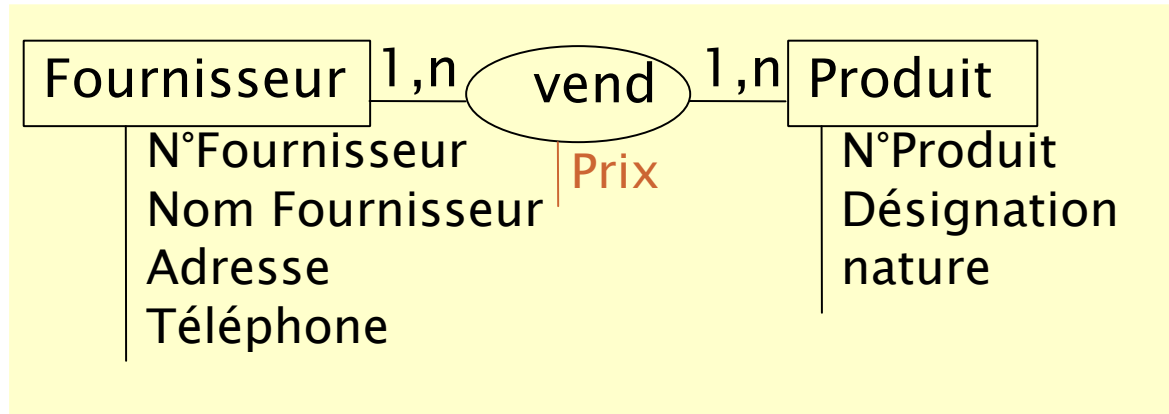 Fournisseur 1,n vend 1,n Produit
N°Fournisseur
Nom Fournisseur
Adresse
Téléphone
Prix
N°Produit
Désignation
nature